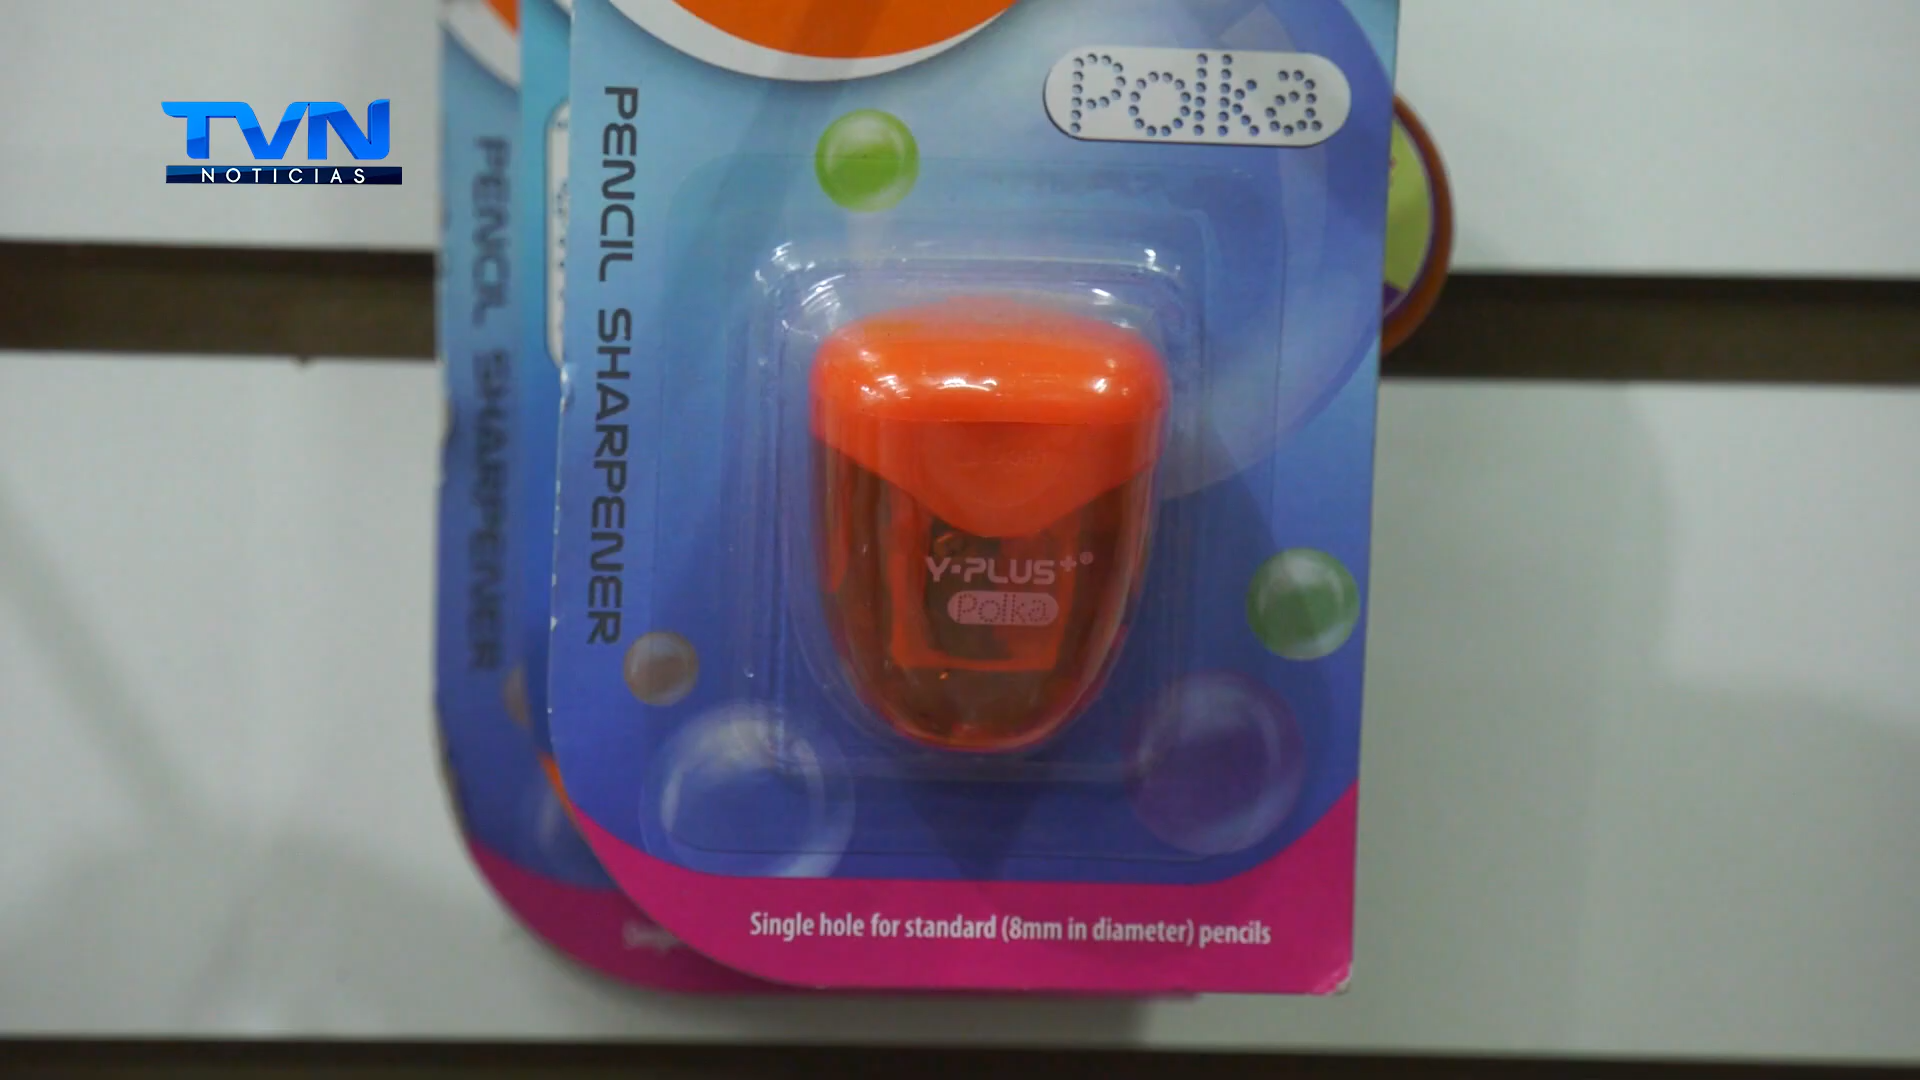 TVN
NOTICIAS
Polka
PENCIL SHARPENER
PENCIL SHARPENER
Y-PLUS+®
Polka
Single hole for standard (8mm in diameter) pencils